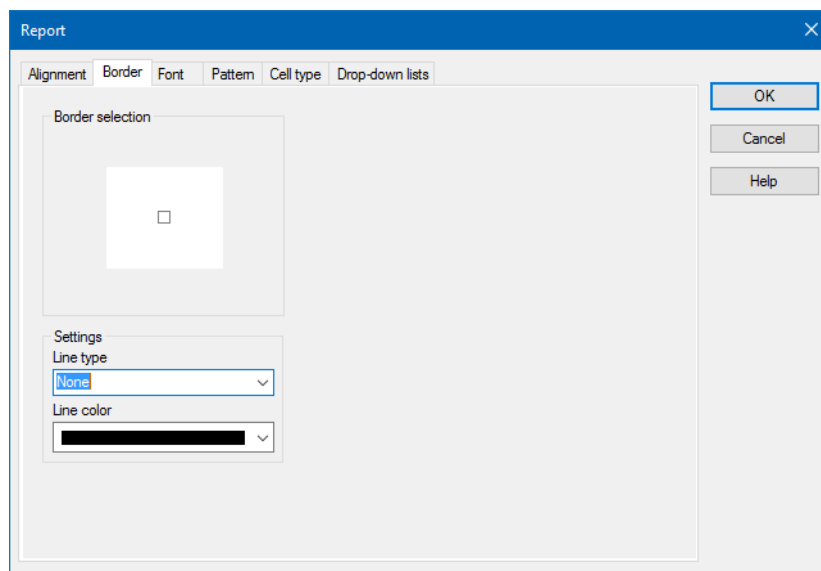 Report
Alignment Border Font Pattern Cell type Drop-down lists
OK
Border selection
Cancel
Help
Settings
Line type
None
Line color